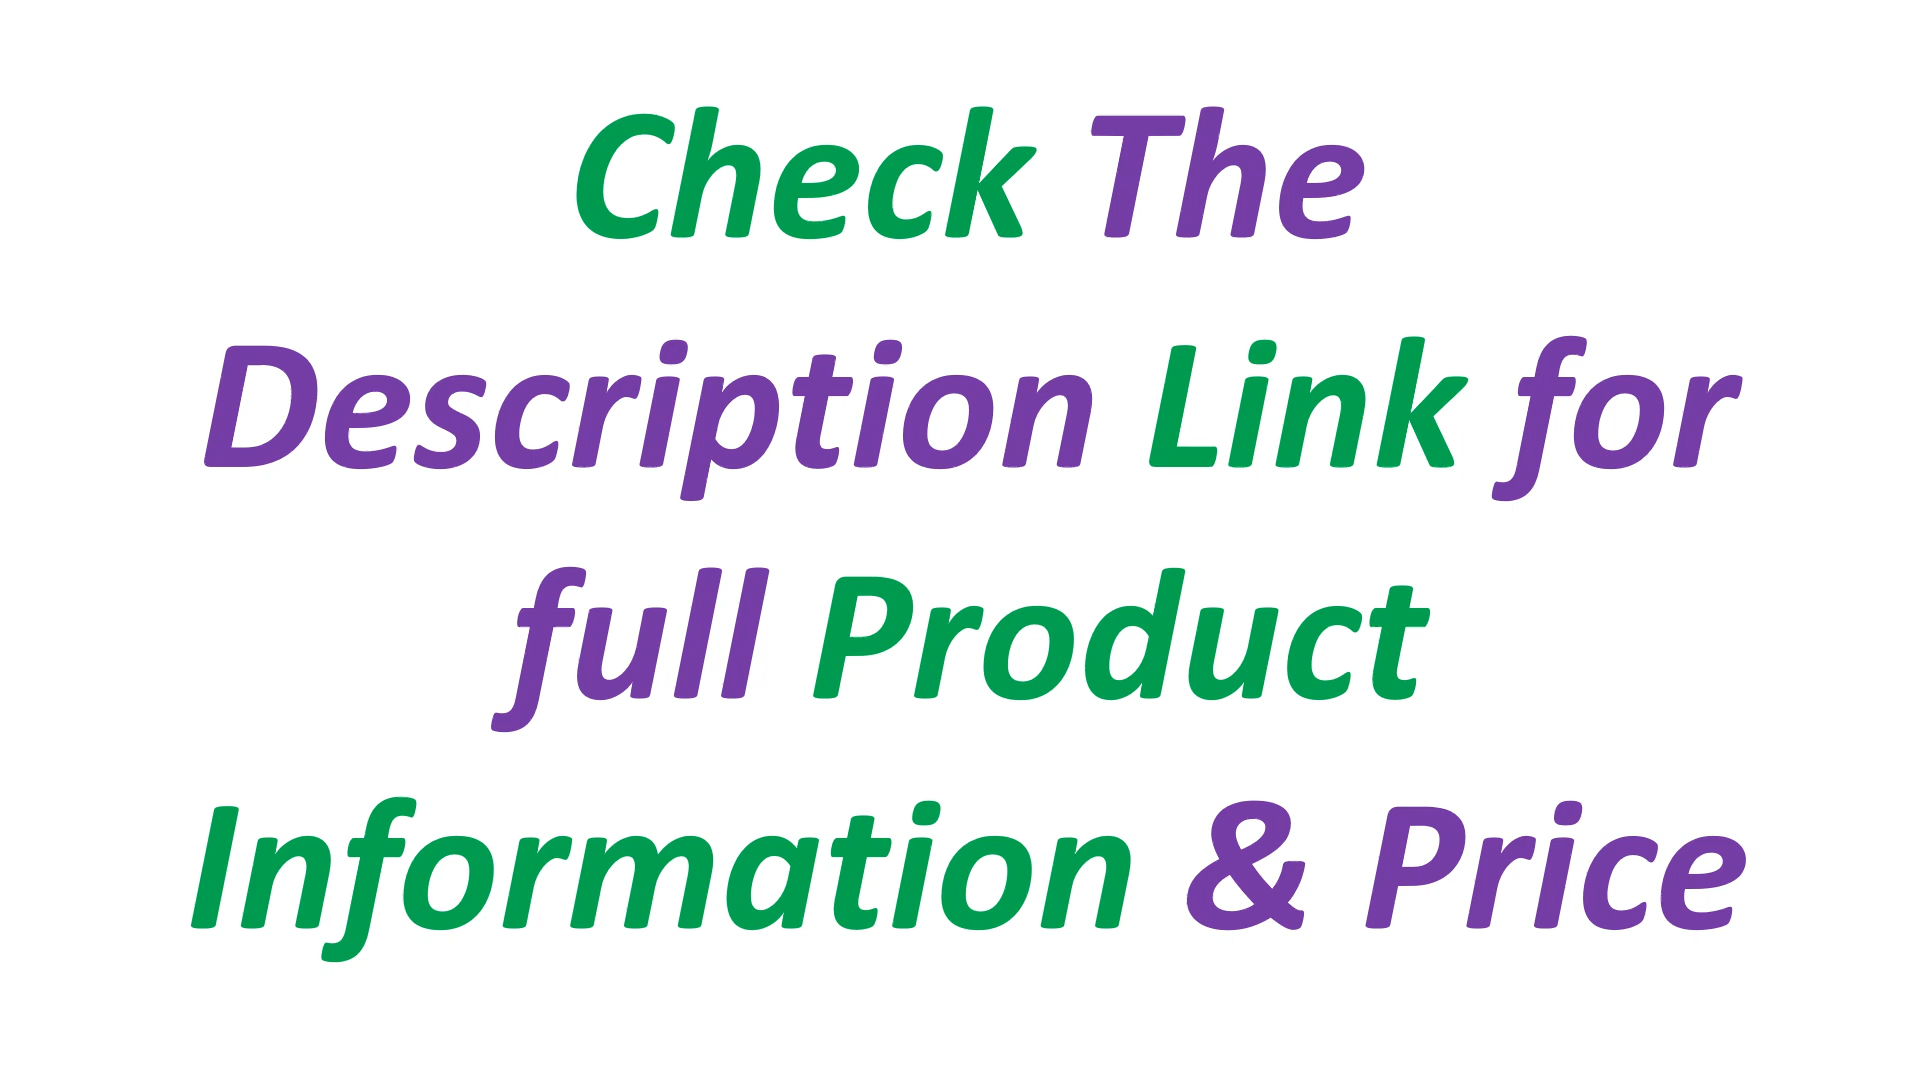 Check The
Description Link for
full Product
Information & Price